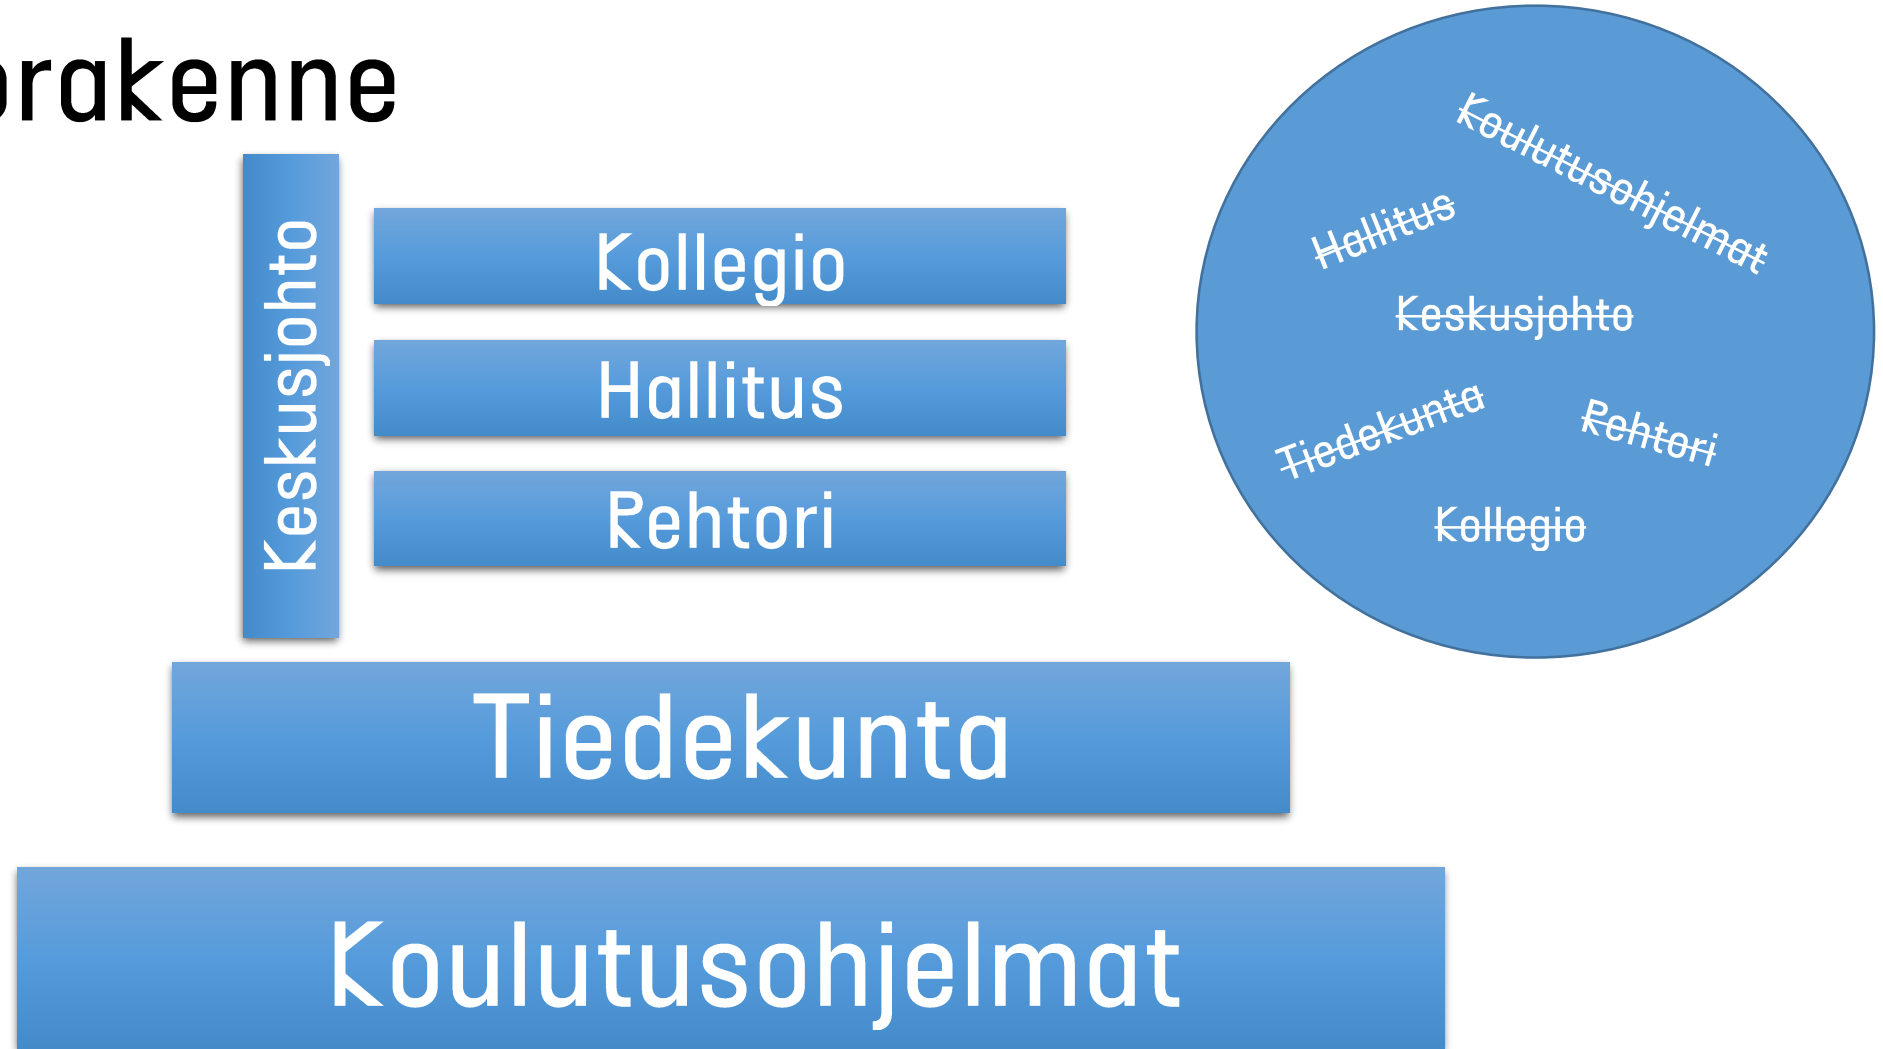 rakenne
Keskusjohto
Kollegio
Hallitus
Rehtori
Tiedekunta
Koulutusohjelmat
Koulutusohjelmat
Hallitus
Keskusjohto
Tiedekunta
Rehtori
Kollegio